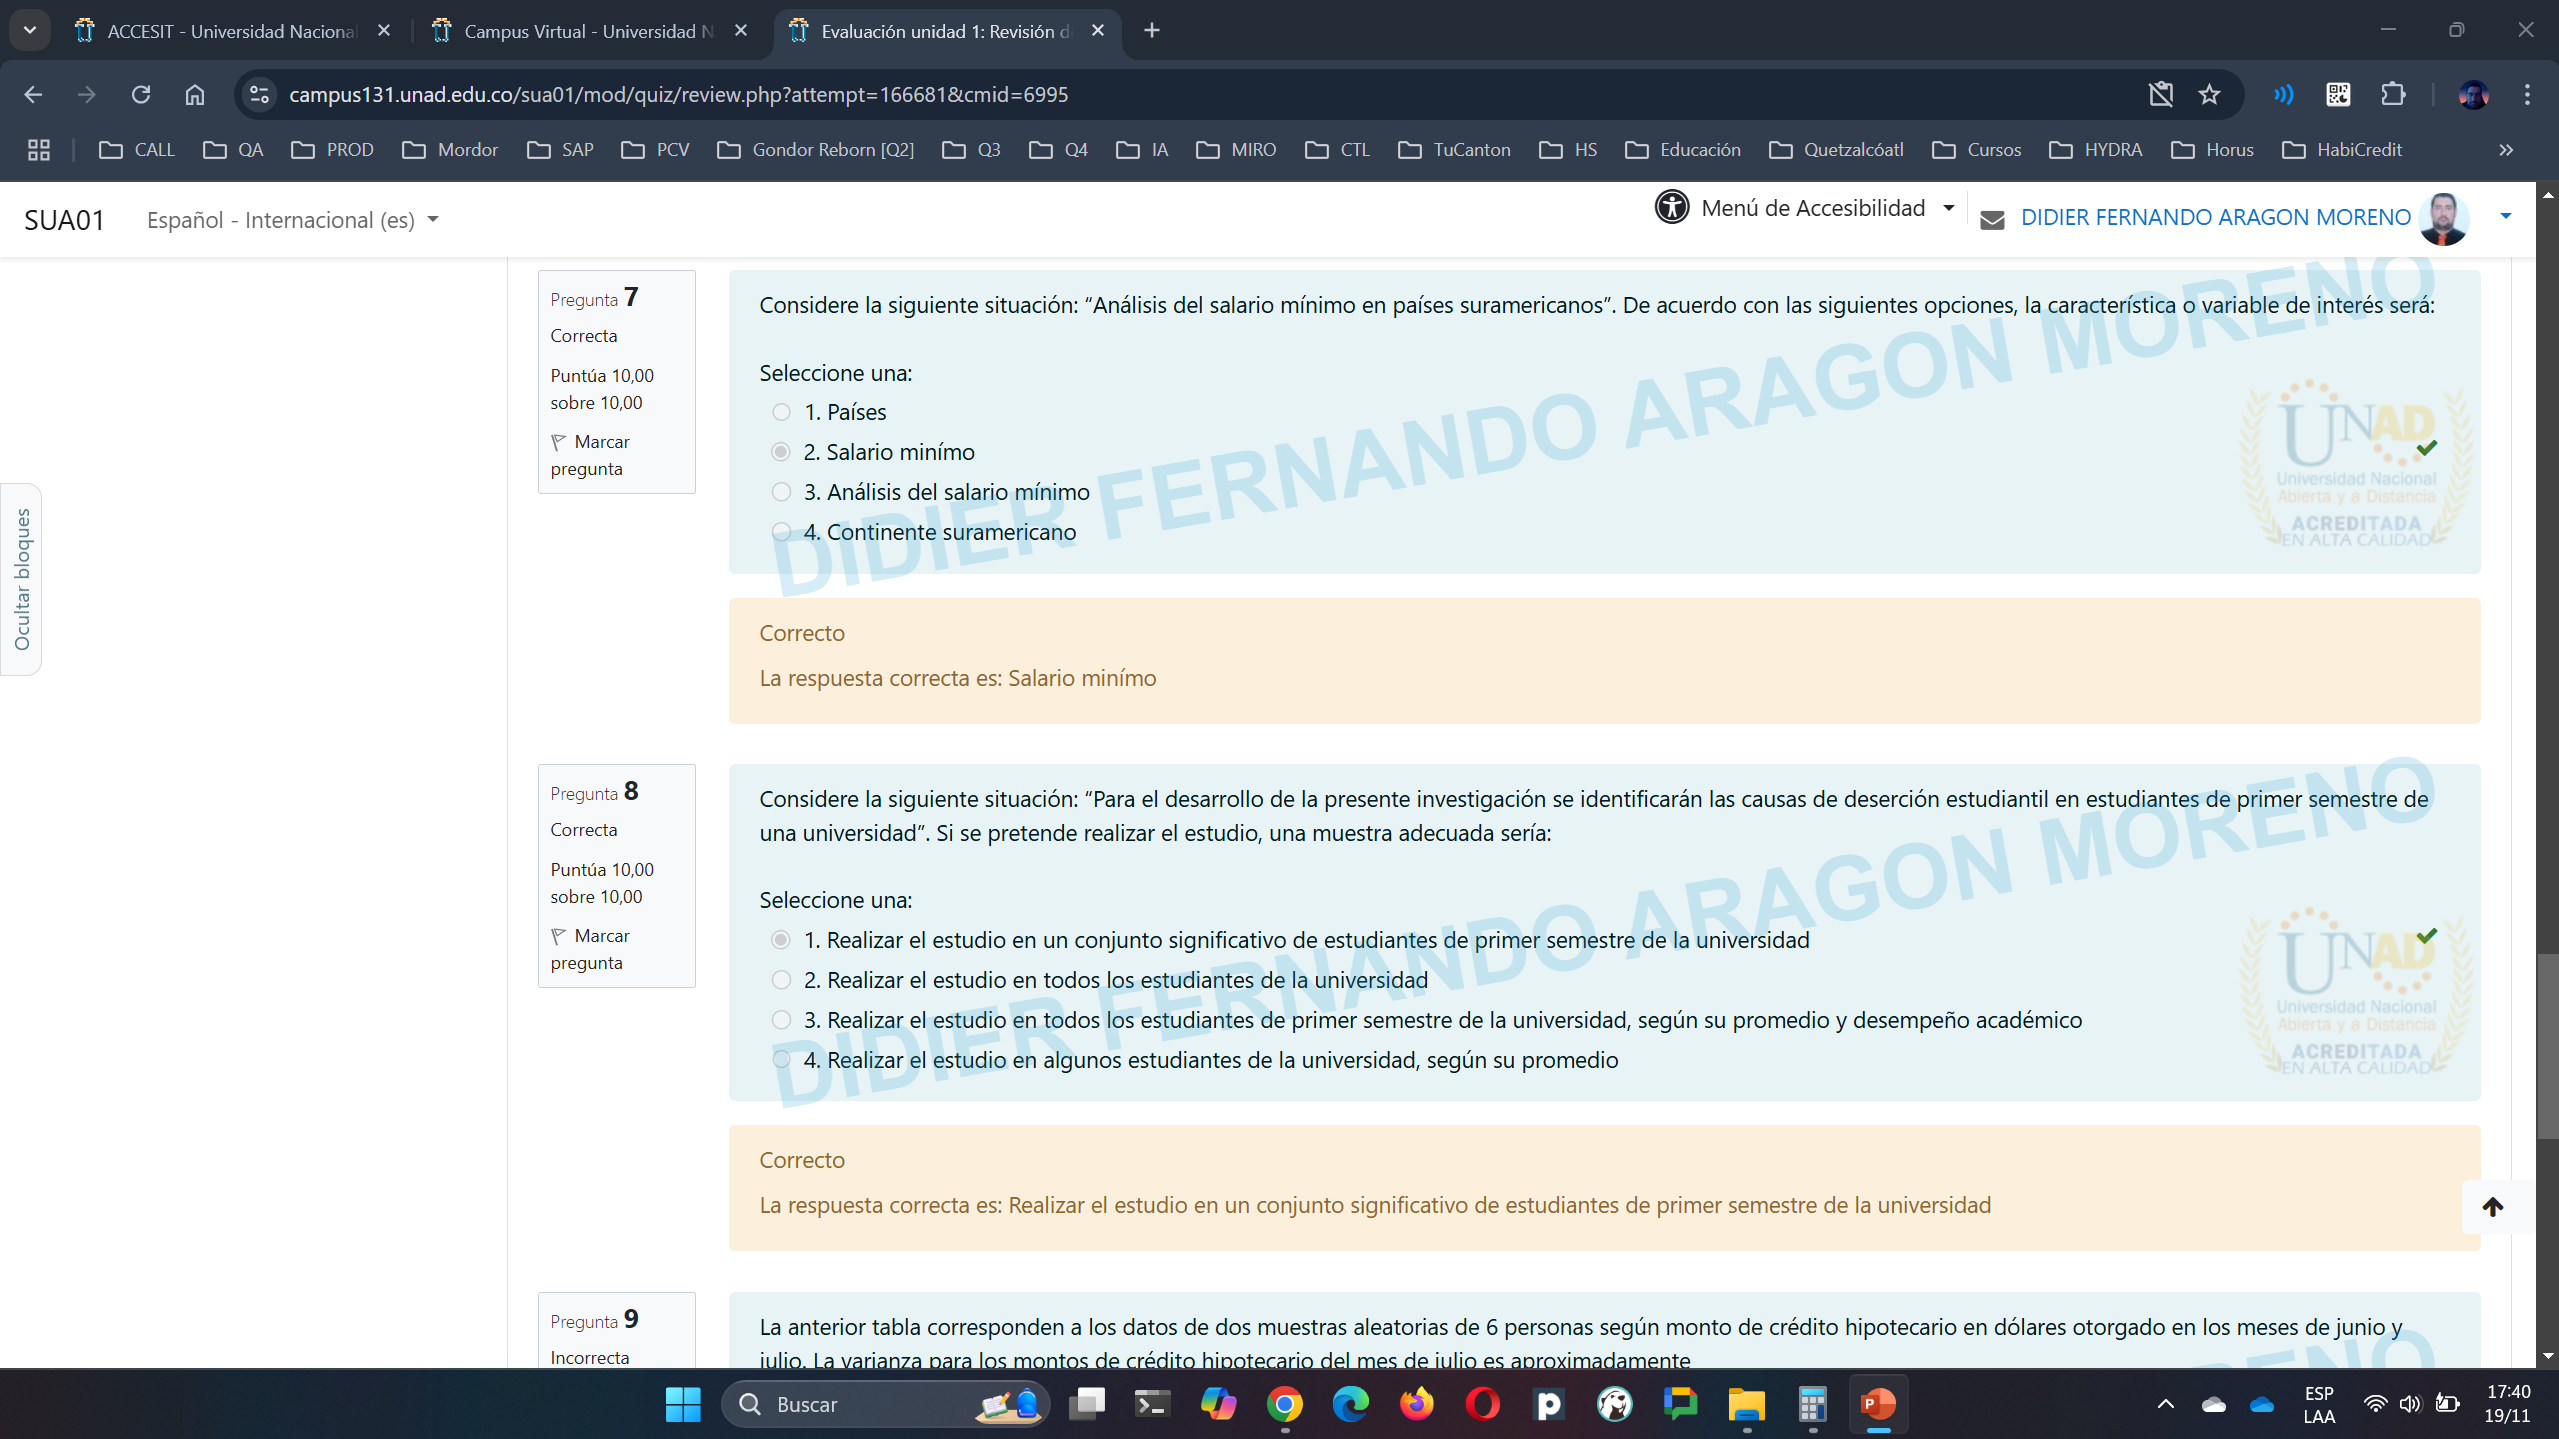 ACCESIT - Universidad Nacional
Campus Virtual - Universidad N
Evaluación unidad 1: Revisión d
campus131.unad.edu.co/sua01/mod/quiz/review.php?attempt=166681&cmid=6995
CALL QA PROD Mordor SAP PCV Gondor Reborn [Q2] Q3 Q4 IA MIRO CTL TuCanton HS Educación Quetzalcóatl Cursos HYDRA Horus HabiCredit
SUA01 Español - Internacional (es) Menú de Accesibilidad DIDIER FERNANDO ARAGON MORENO
Ocultar bloques
Pregunta 7
Correcta
Puntúa 10,00
sobre 10,00
Marcar
pregunta
Considere la siguiente situación: “Análisis del salario mínimo en países suramericanos”. De acuerdo con las siguientes opciones, la característica o variable de interés será:
Seleccione una:
1. Países
2. Salario minímo
3. Análisis del salario mínimo
4. Continente suramericano
DIDIER FERNANDO ARAGON MORENO
UNAD
Universidad Nacional
Abierta y a Distancia
ACREDITADA
EN ALTA CALIDAD
Correcto
La respuesta correcta es: Salario minímo
Pregunta 8
Correcta
Puntúa 10,00
sobre 10,00
Marcar
pregunta
Considere la siguiente situación: “Para el desarrollo de la presente investigación se identificarán las causas de deserción estudiantil en estudiantes de primer semestre de
una universidad”. Si se pretende realizar el estudio, una muestra adecuada sería:
Seleccione una:
1. Realizar el estudio en un conjunto significativo de estudiantes de primer semestre de la universidad
2. Realizar el estudio en todos los estudiantes de la universidad
3. Realizar el estudio en todos los estudiantes de primer semestre de la universidad, según su promedio y desempeño académico
4. Realizar el estudio en algunos estudiantes de la universidad, según su promedio
DIDIER FERNANDO ARAGON MORENO
UNAD
Universidad Nacional
Abierta y a Distancia
ACREDITADA
EN ALTA CALIDAD
Correcto
La respuesta correcta es: Realizar el estudio en un conjunto significativo de estudiantes de primer semestre de la universidad
Pregunta 9
Incorrecta
La anterior tabla corresponden a los datos de dos muestras aleatorias de 6 personas según monto de crédito hipotecario en dólares otorgado en los meses de junio y
julio. La varianza para los montos de crédito hipotecario del mes de julio es aproximadamente
Buscar
ESP
LAA
17:40
19/11